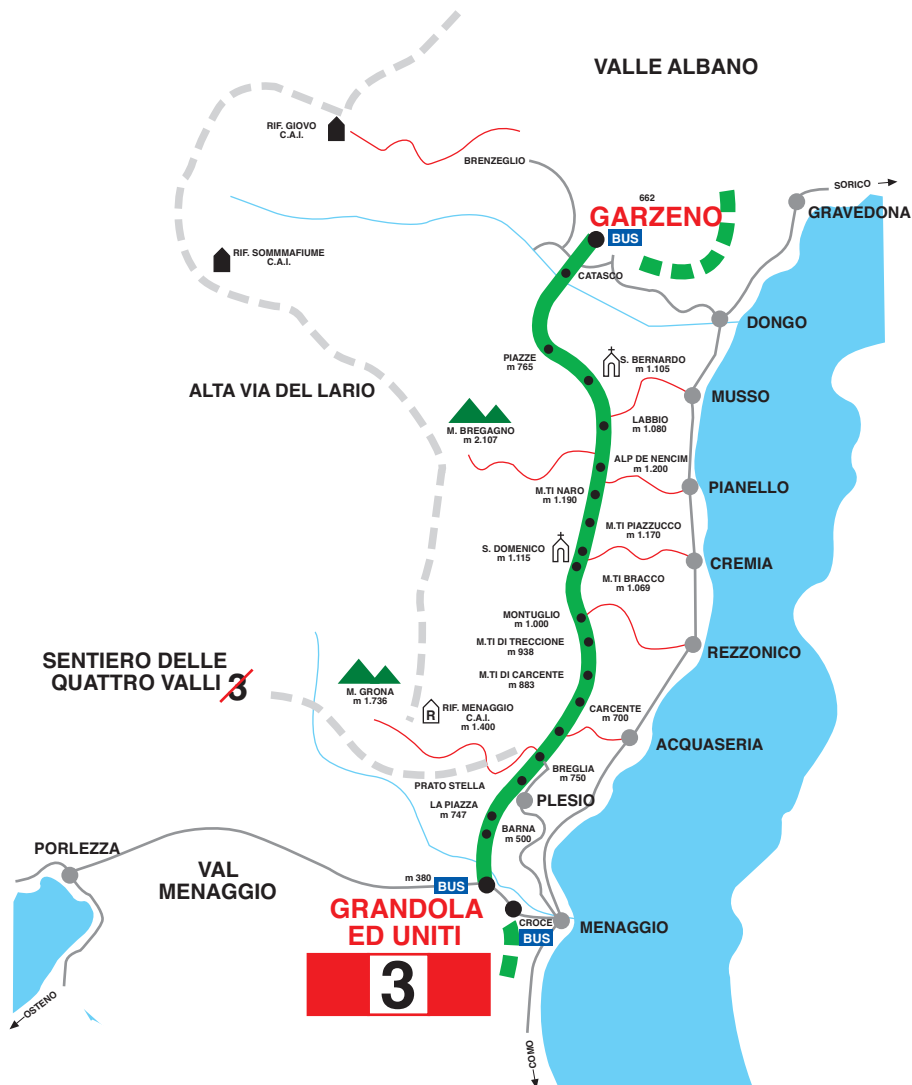 VALLE ALBANO
RIF. GIOVO
C.A.I.
BRENZEGLIO
SORICO
662
GARZENO
BUS
GRAVEDONA
RIF. SOMMMAFIUME
C.A.I.
CATASCO
DONGO
PIAZZE
m 765
S. BERNARDO
m 1.105
ALTA VIA DEL LARIO
MUSSO
M. BREGAGNO
m 2.107
LABBIO
m 1.080
ALP DE NENCIM
m 1.200
M.TI NARO
m 1.190
PIANELLO
M.TI PIAZZUCCO
m 1.170
S. DOMENICO
m 1.115
CREMIA
M.TI BRACCO
m 1.069
MONTUGLIO
m 1.000
M.TI DI TRECCIONE
m 938
REZZONICO
SENTIERO DELLE
QUATTRO VALLI 3
M. GRONA
m 1.736
M.TI DI CARCENTE
m 883
R
RIF. MENAGGIO
C.A.I.
m 1.400
CARCENTE
m 700
ACQUASERIA
BREGLIA
m 750
PRATO STELLA
PLESIO
LA PIAZZA
m 747
BARNA
m 500
PORLEZZA
VAL
MENAGGIO
m 380
BUS
GRANDOLA
ED UNITI
CROCE
BUS
MENAGGIO
3
OSTENO
COMO